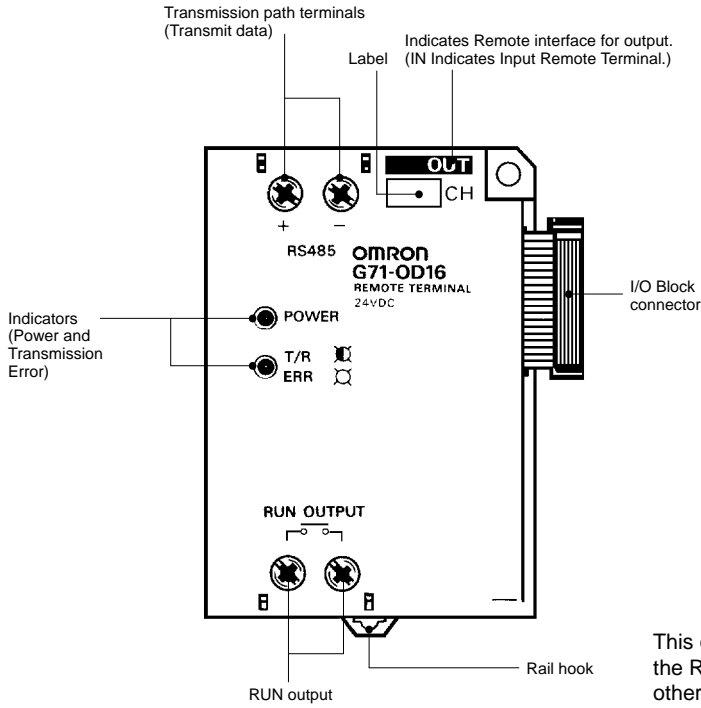 Transmission path terminals
(Transmit data)
Indicates Remote interface for output.
(IN Indicates Input Remote Terminal.)
Label
OUT
CH
+ −
RS485
OMRON
G71-OD16
REMOTE TERMINAL
24VDC
I/O Block
connector
Indicators
(Power and
Transmission
Error)
POWER
T/R
ERR
RUN OUTPUT
Rail hook
RUN output
This
the R
other